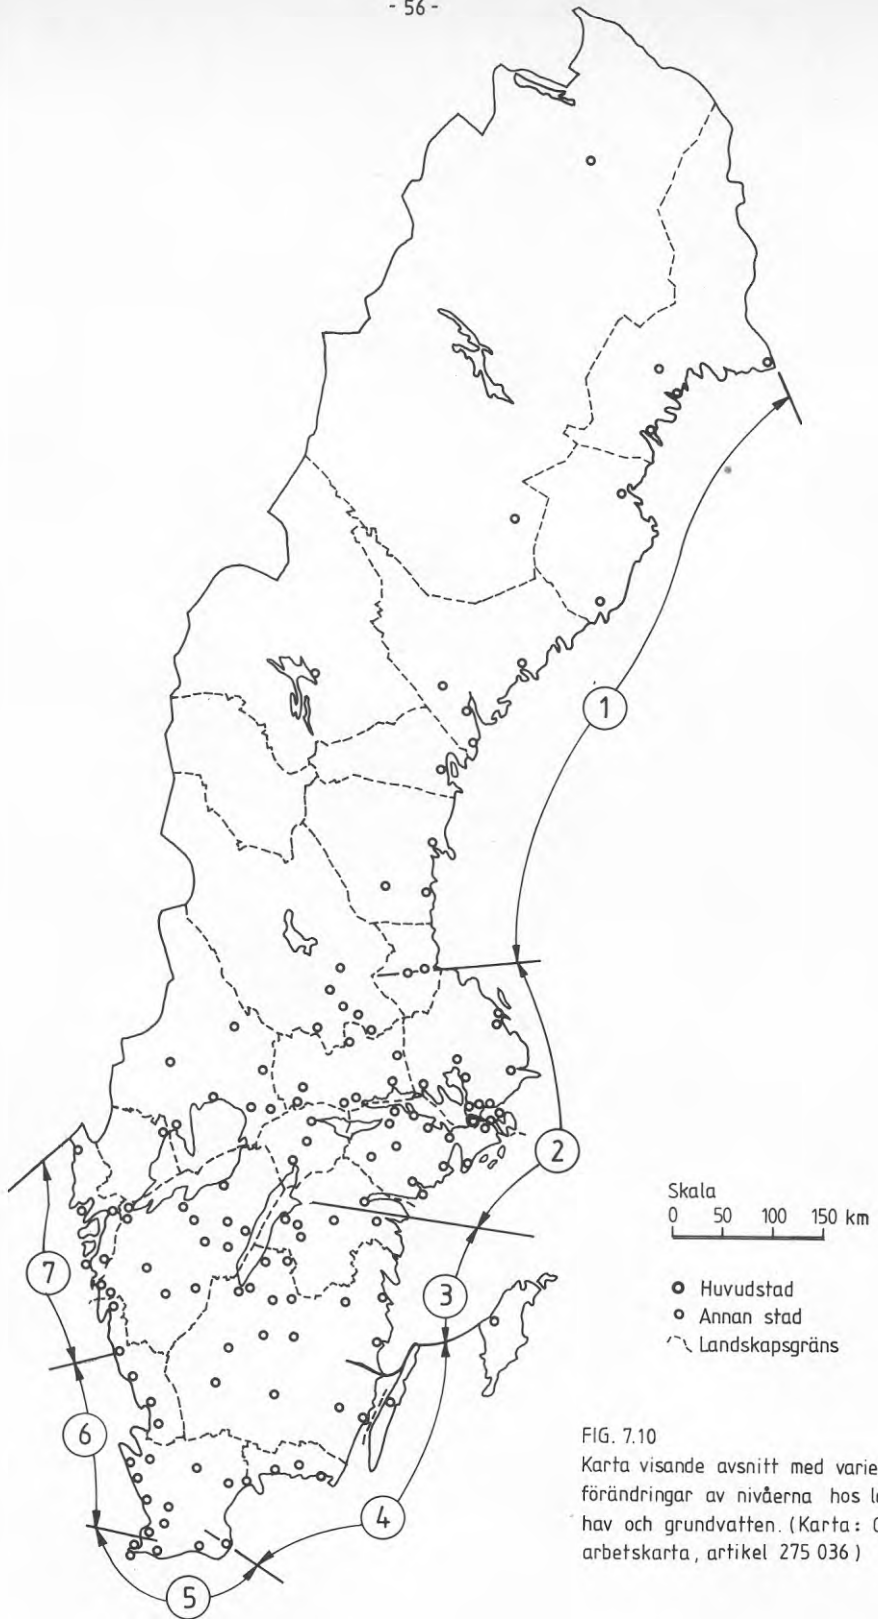 - 56 -
1
2
Skala
0 50 100 150 km
7
Huvudstad
3
Annan stad
Landskapsgräns
6
FIG. 7.10
Karta visande avsnitt med varie
förändringar av nivåerna hos l
4
hav och grundvatten. (Karta:
arbetskarta, artikel 275 036)
5